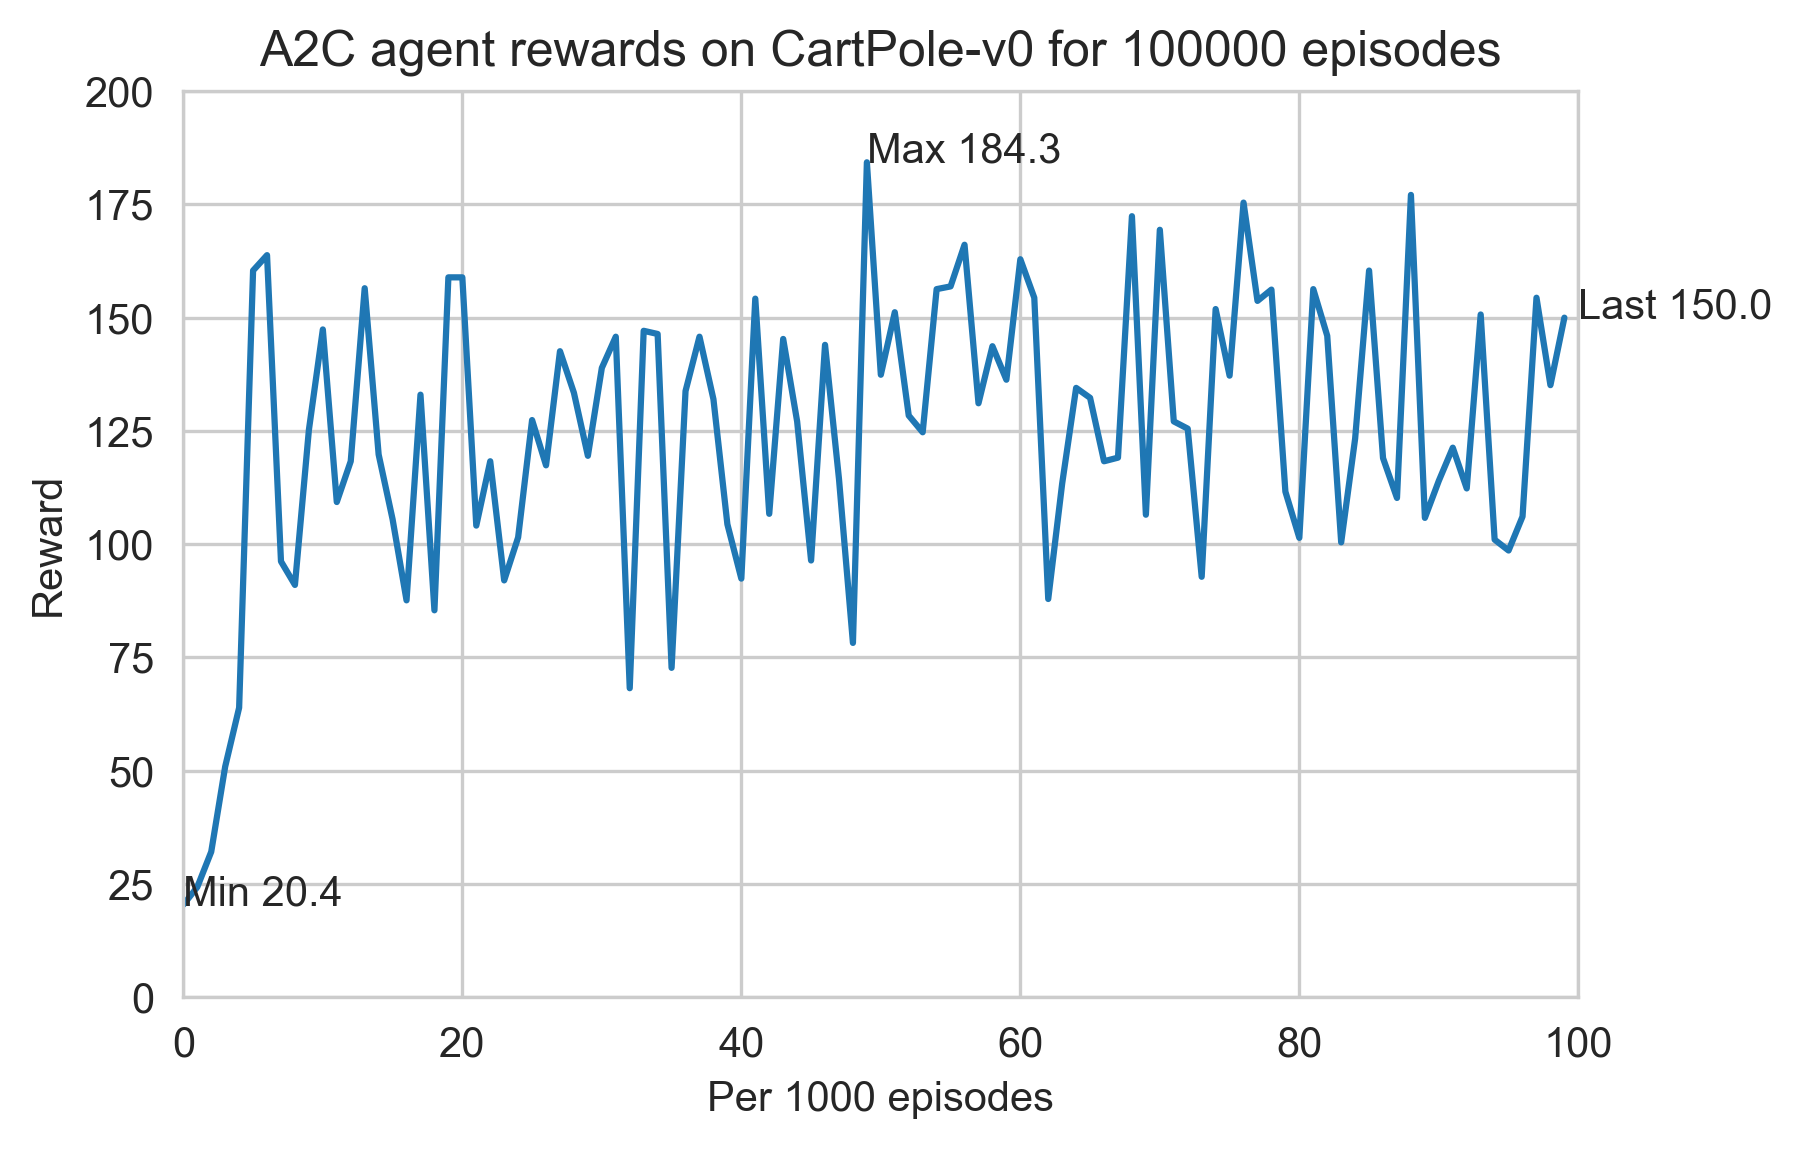 A2C agent rewards on CartPole-v0 for 100000 episodes
200
175
150
125
100
75
50
25
0
Reward
Max 184.3
Last 150.0
Min 20.4
0 20 40 60 80 100
Per 1000 episodes